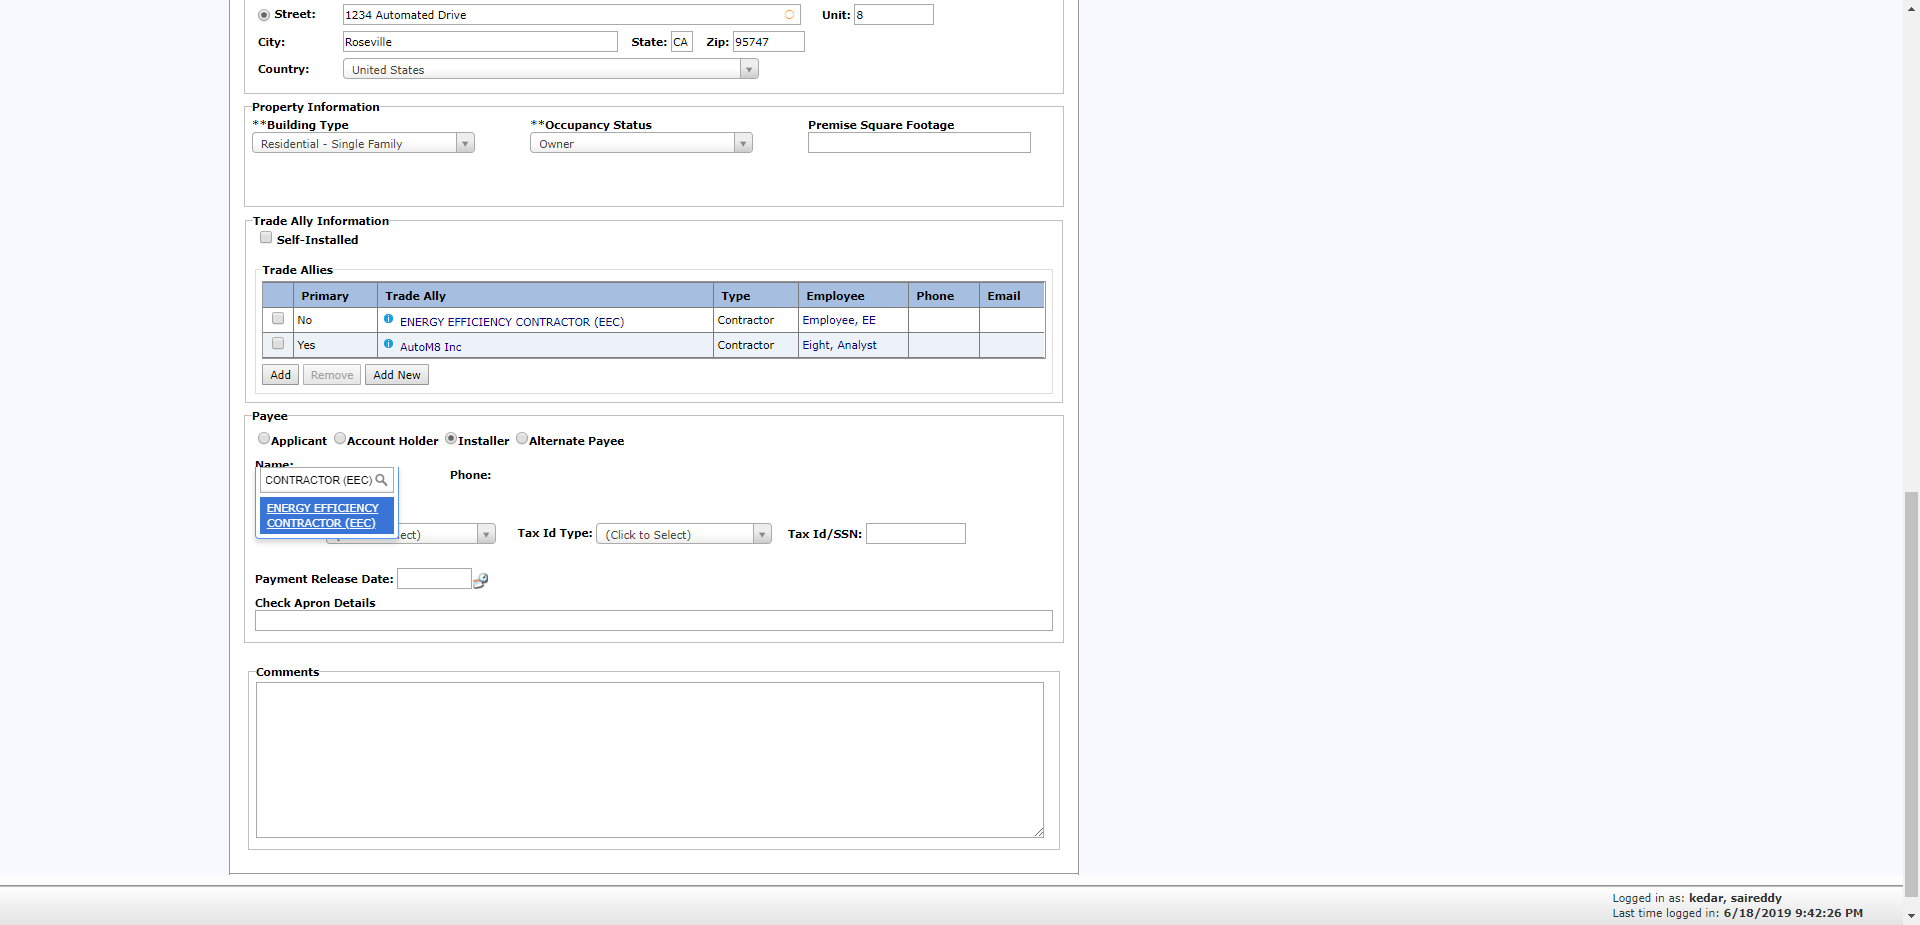 Street: 1234 Automated Drive Unit: 8
City: Roseville State: CA Zip: 95747
Country: United States
Property Information
**Building Type **Occupancy Status Premise Square Footage
Residential - Single Family Owner
Trade Ally Information
Self-Installed
Trade Allies
Primary Trade Ally Type Employee Phone Email
No ENERGY EFFICIENCY CONTRACTOR (EEC) Contractor Employee, EE
Yes AutoM8 Inc Contractor Eight, Analyst
Add Remove Add New
Payee
Applicant Account Holder Installer Alternate Payee
Name:
Phone:
CONTRACTOR (EEC)
ENERGY EFFICIENCY
CONTRACTOR (EEC)
Tax Id Type: (Click to Select) Tax Id/SSN:
Payment Release Date:
Check Apron Details
Comments
Logged in as: kedar, saireddy
Last time logged in: 6/18/2019 9:42:26 PM